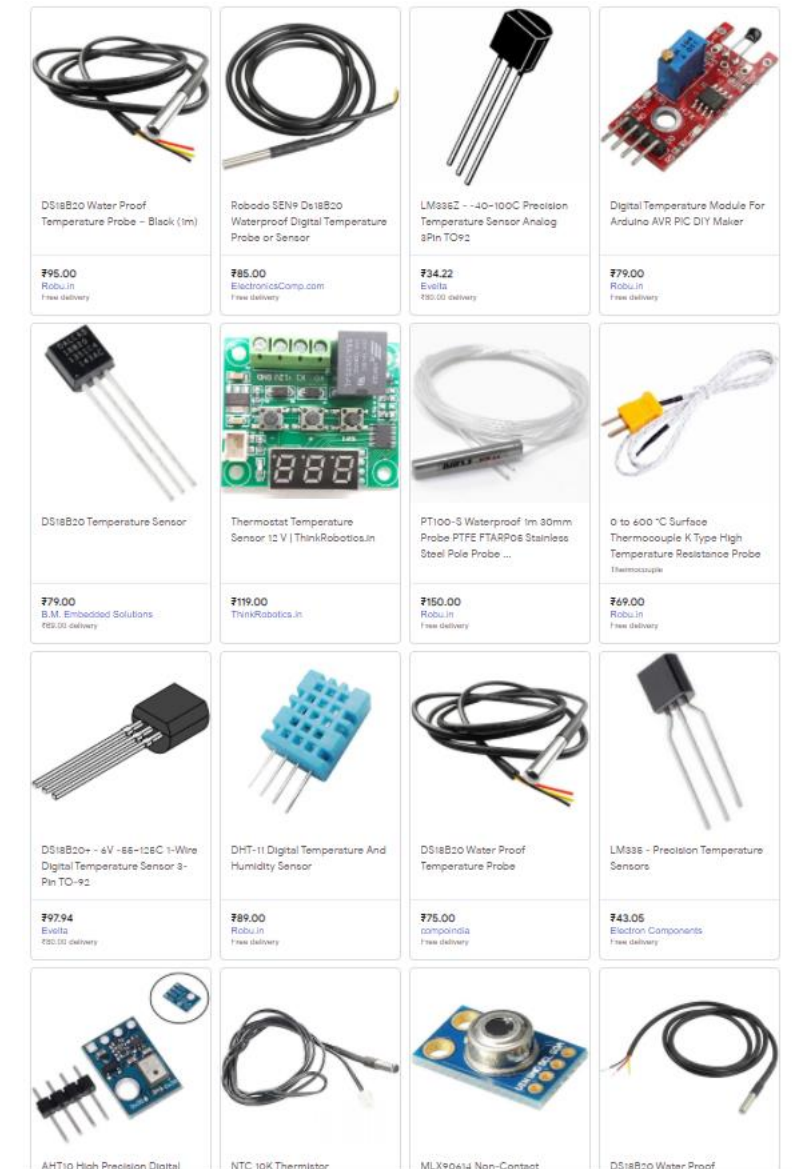 DS18B20 Water Proof
Temperature Probe – Black (1m)
₹95.00
Robu.in
Free delivery
Robodo SEN9 Ds18B20
Waterproof Digital Temperature
Probe or Sensor
₹85.00
ElectronicsComp.com
Free delivery
LM335Z - -40~100C Precision
Temperature Sensor Analog
3Pin TO92
₹34.22
Evelta
₹80.00 delivery
Digital Temperature Module For
Arduino AVR PIC DIY Maker
₹79.00
Robu.in
Free delivery
DS18B20 Temperature Sensor
₹79.00
B.M. Embedded Solutions
₹69.00 delivery
Thermostat Temperature
Sensor 12 V | ThinkRobotics.in
₹119.00
ThinkRobotics.in
PT100-S Waterproof 1m 30mm
Probe PTFE FTARP05 Stainless
Steel Pole Probe ...
₹150.00
Robu.in
Free delivery
0 to 600 °C Surface
Thermocouple K Type High
Temperature Resistance Probe
Thermocouple
₹69.00
Robu.in
Free delivery
DS18B20+ - 6V -55~125C 1-Wire
Digital Temperature Sensor 3-
Pin TO-92
₹97.94
Evelta
₹80.00 delivery
DHT-11 Digital Temperature And
Humidity Sensor
₹89.00
Robu.in
Free delivery
DS18B20 Water Proof
Temperature Probe
₹75.00
compoindia
Free delivery
LM335 - Precision Temperature
Sensors
₹43.05
Electron Components
Free delivery
AHT10 High Precision Digital
NTC 10K Thermistor
MLX90614 Non-Contact
DS18B20 Water Proof